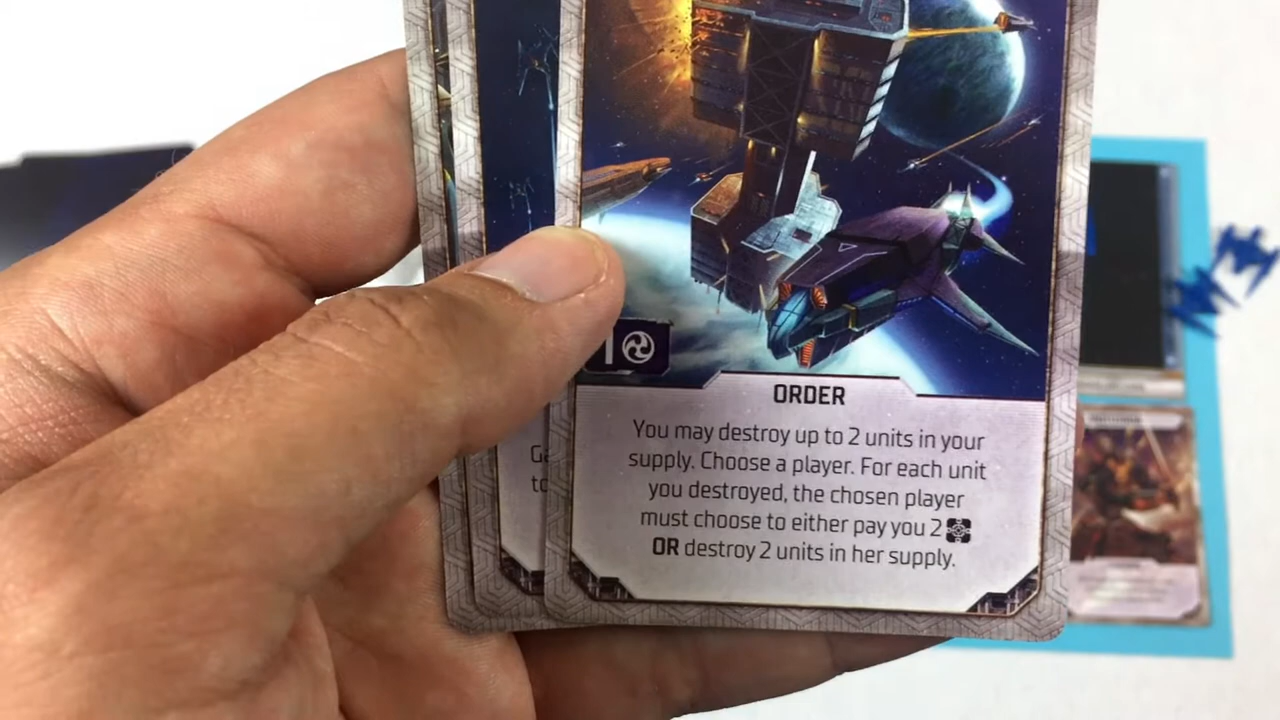 1
ORDER
You may destroy up to 2 units in your
supply. Choose a player. For each unit
you destroyed, the chosen player
must choose to either pay you 2
OR destroy 2 units in her supply.